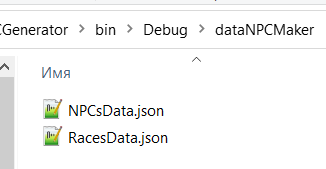 CGenerator > bin > Debug > dataNPCMaker
Имя
NPCsData.json
RacesData.json